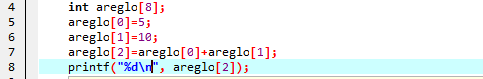 4 int areglo[8];
5 areglo[0]=5;
6 areglo[1]=10;
7 areglo[2]=areglo[0]+areglo[1];
8 printf("%d\n", areglo[2]);